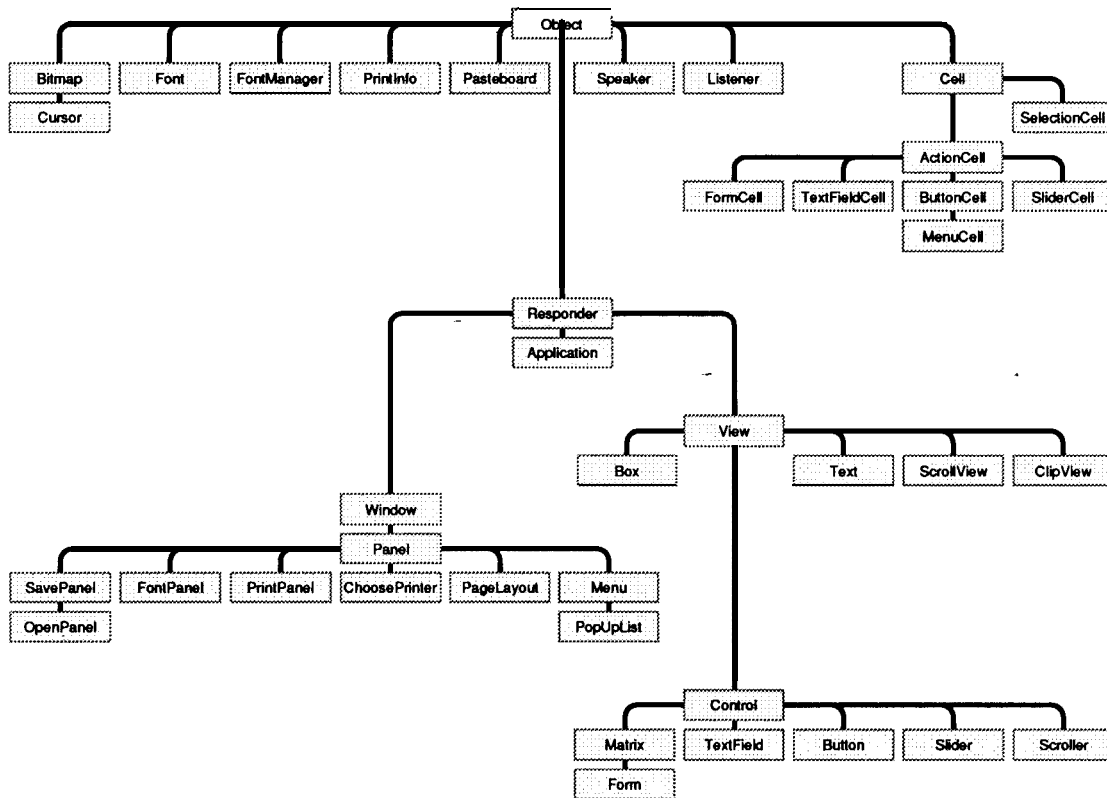 Object
Bitmap Font FontManager PrintInfo Pasteboard Speaker Listener Cell
Cursor SelectionCell
ActionCell
FormCell TextFieldCell ButtonCell SliderCell
MenuCell
Responder
Application
View
Box Text ScrollView ClipView
Window
Panel
SavePanel FontPanel PrintPanel ChoosePrinter PageLayout Menu
OpenPanel PopUpList
Control
Matrix TextField Button Slider Scroller
Form